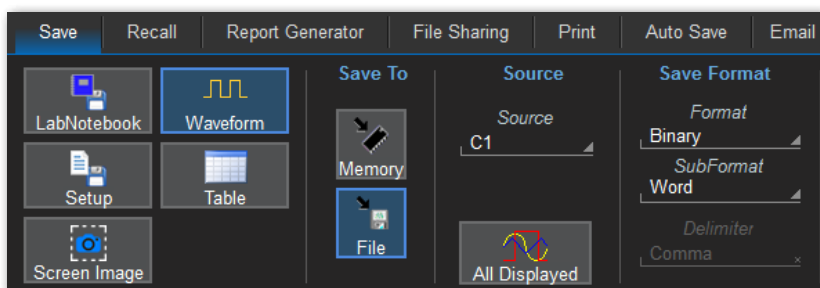 Save Recall Report Generator File Sharing Print Auto Save Email
LabNotebook
Waveform
Setup
Table
Screen Image
Save To
Memory
File
Source
Source
C1
All Displayed
Save Format
Format
Binary
SubFormat
Word
Delimiter
Comma